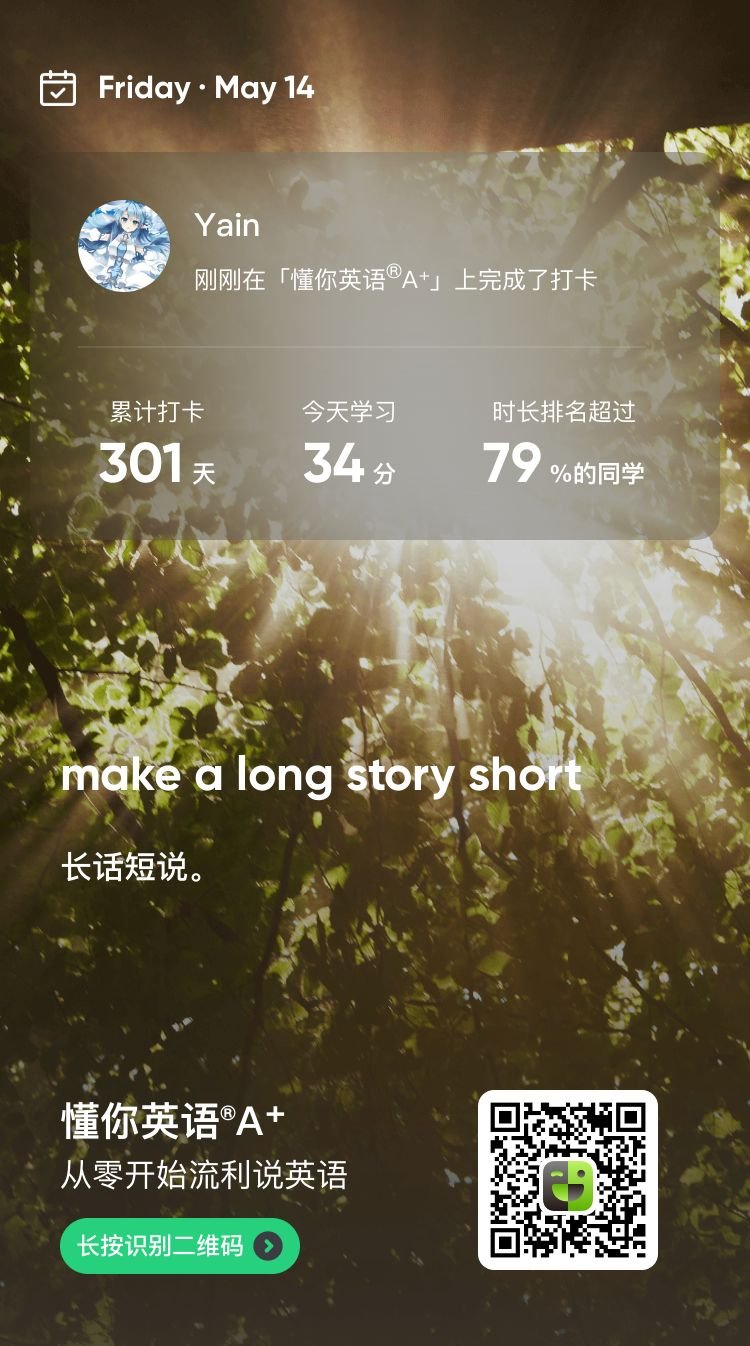 Friday · May 14
Yain
刚刚在「懂你英语®A⁺」上完成了打卡
累计打卡 今天学习 时长排名超过
301 天 34 分 79 %的同学
make a long story short
长话短说。
懂你英语®A⁺
从零开始流利说英语
长按识别二维码